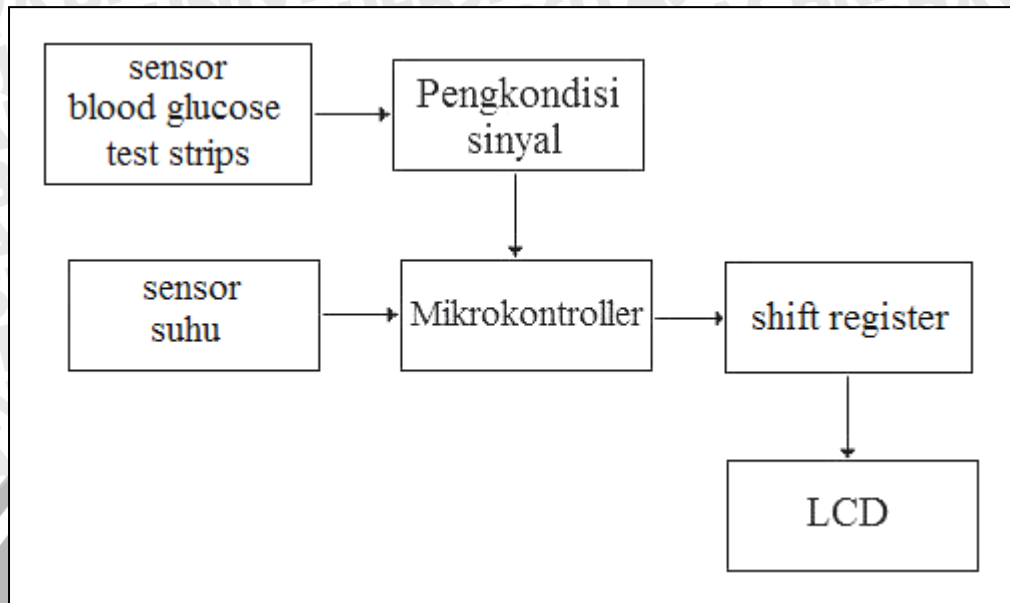 sensor
blood glucose
test strips
Pengkondisi
sinyal
sensor
suhu
Mikrokontroller
shift register
LCD